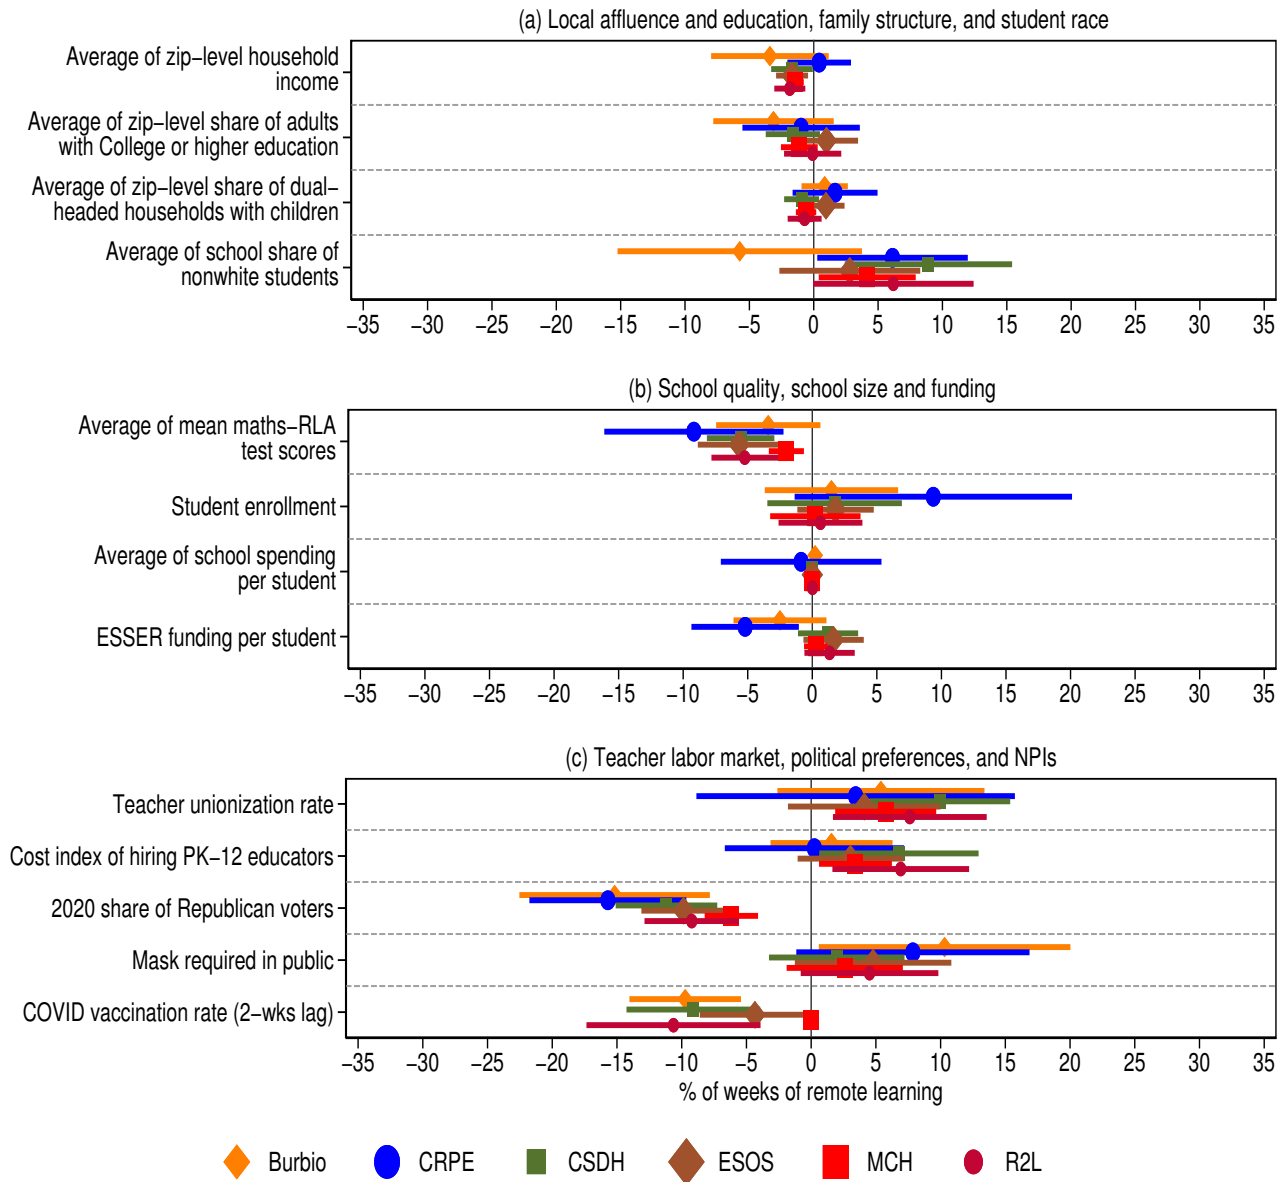 (a) Local affluence and education, family structure, and student race
Average of zip−level household
income
Average of zip−level share of adults
with College or higher education
Average of zip−level share of dual−
headed households with children
Average of school share of
nonwhite students
−35 −30 −25 −20 −15 −10 −5 0 5 10 15 20 25 30 35
(b) School quality, school size and funding
Average of mean maths−RLA
test scores
Student enrollment
Average of school spending
per student
ESSER funding per student
−35 −30 −25 −20 −15 −10 −5 0 5 10 15 20 25 30 35
(c) Teacher labor market, political preferences, and NPIs
Teacher unionization rate
Cost index of hiring PK−12 educators
2020 share of Republican voters
Mask required in public
COVID vaccination rate (2−wks lag)
−35 −30 −25 −20 −15 −10 −5 0 5 10 15 20 25 30 35
% of weeks of remote learning
Burbio CRPE CSDH ESOS MCH R2L